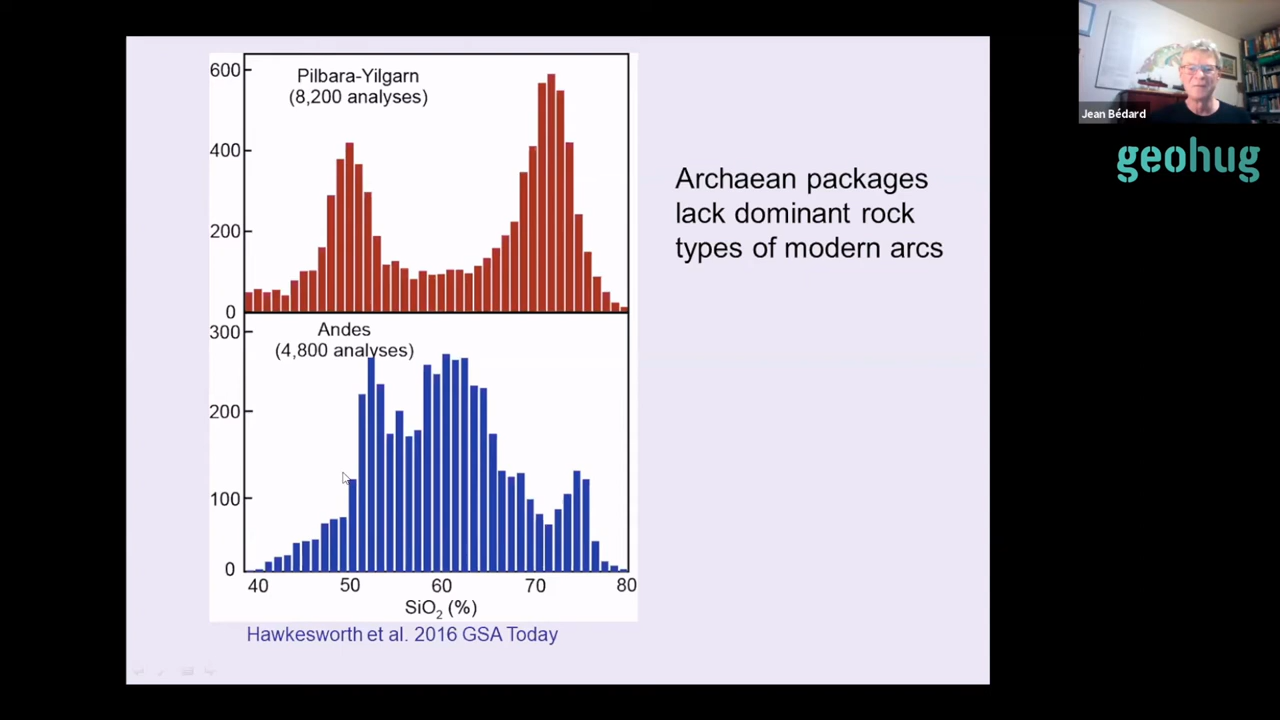 600
Pilbara-Yilgarn
(8,200 analyses)
400
200
0
Archaean packages
lack dominant rock
types of modern arcs
300
Andes
(4,800 analyses)
200
100
0
40 50 60 70 80
SiO2 (%)
Hawkesworth et al. 2016 GSA Today
Jean Bédard
geohug